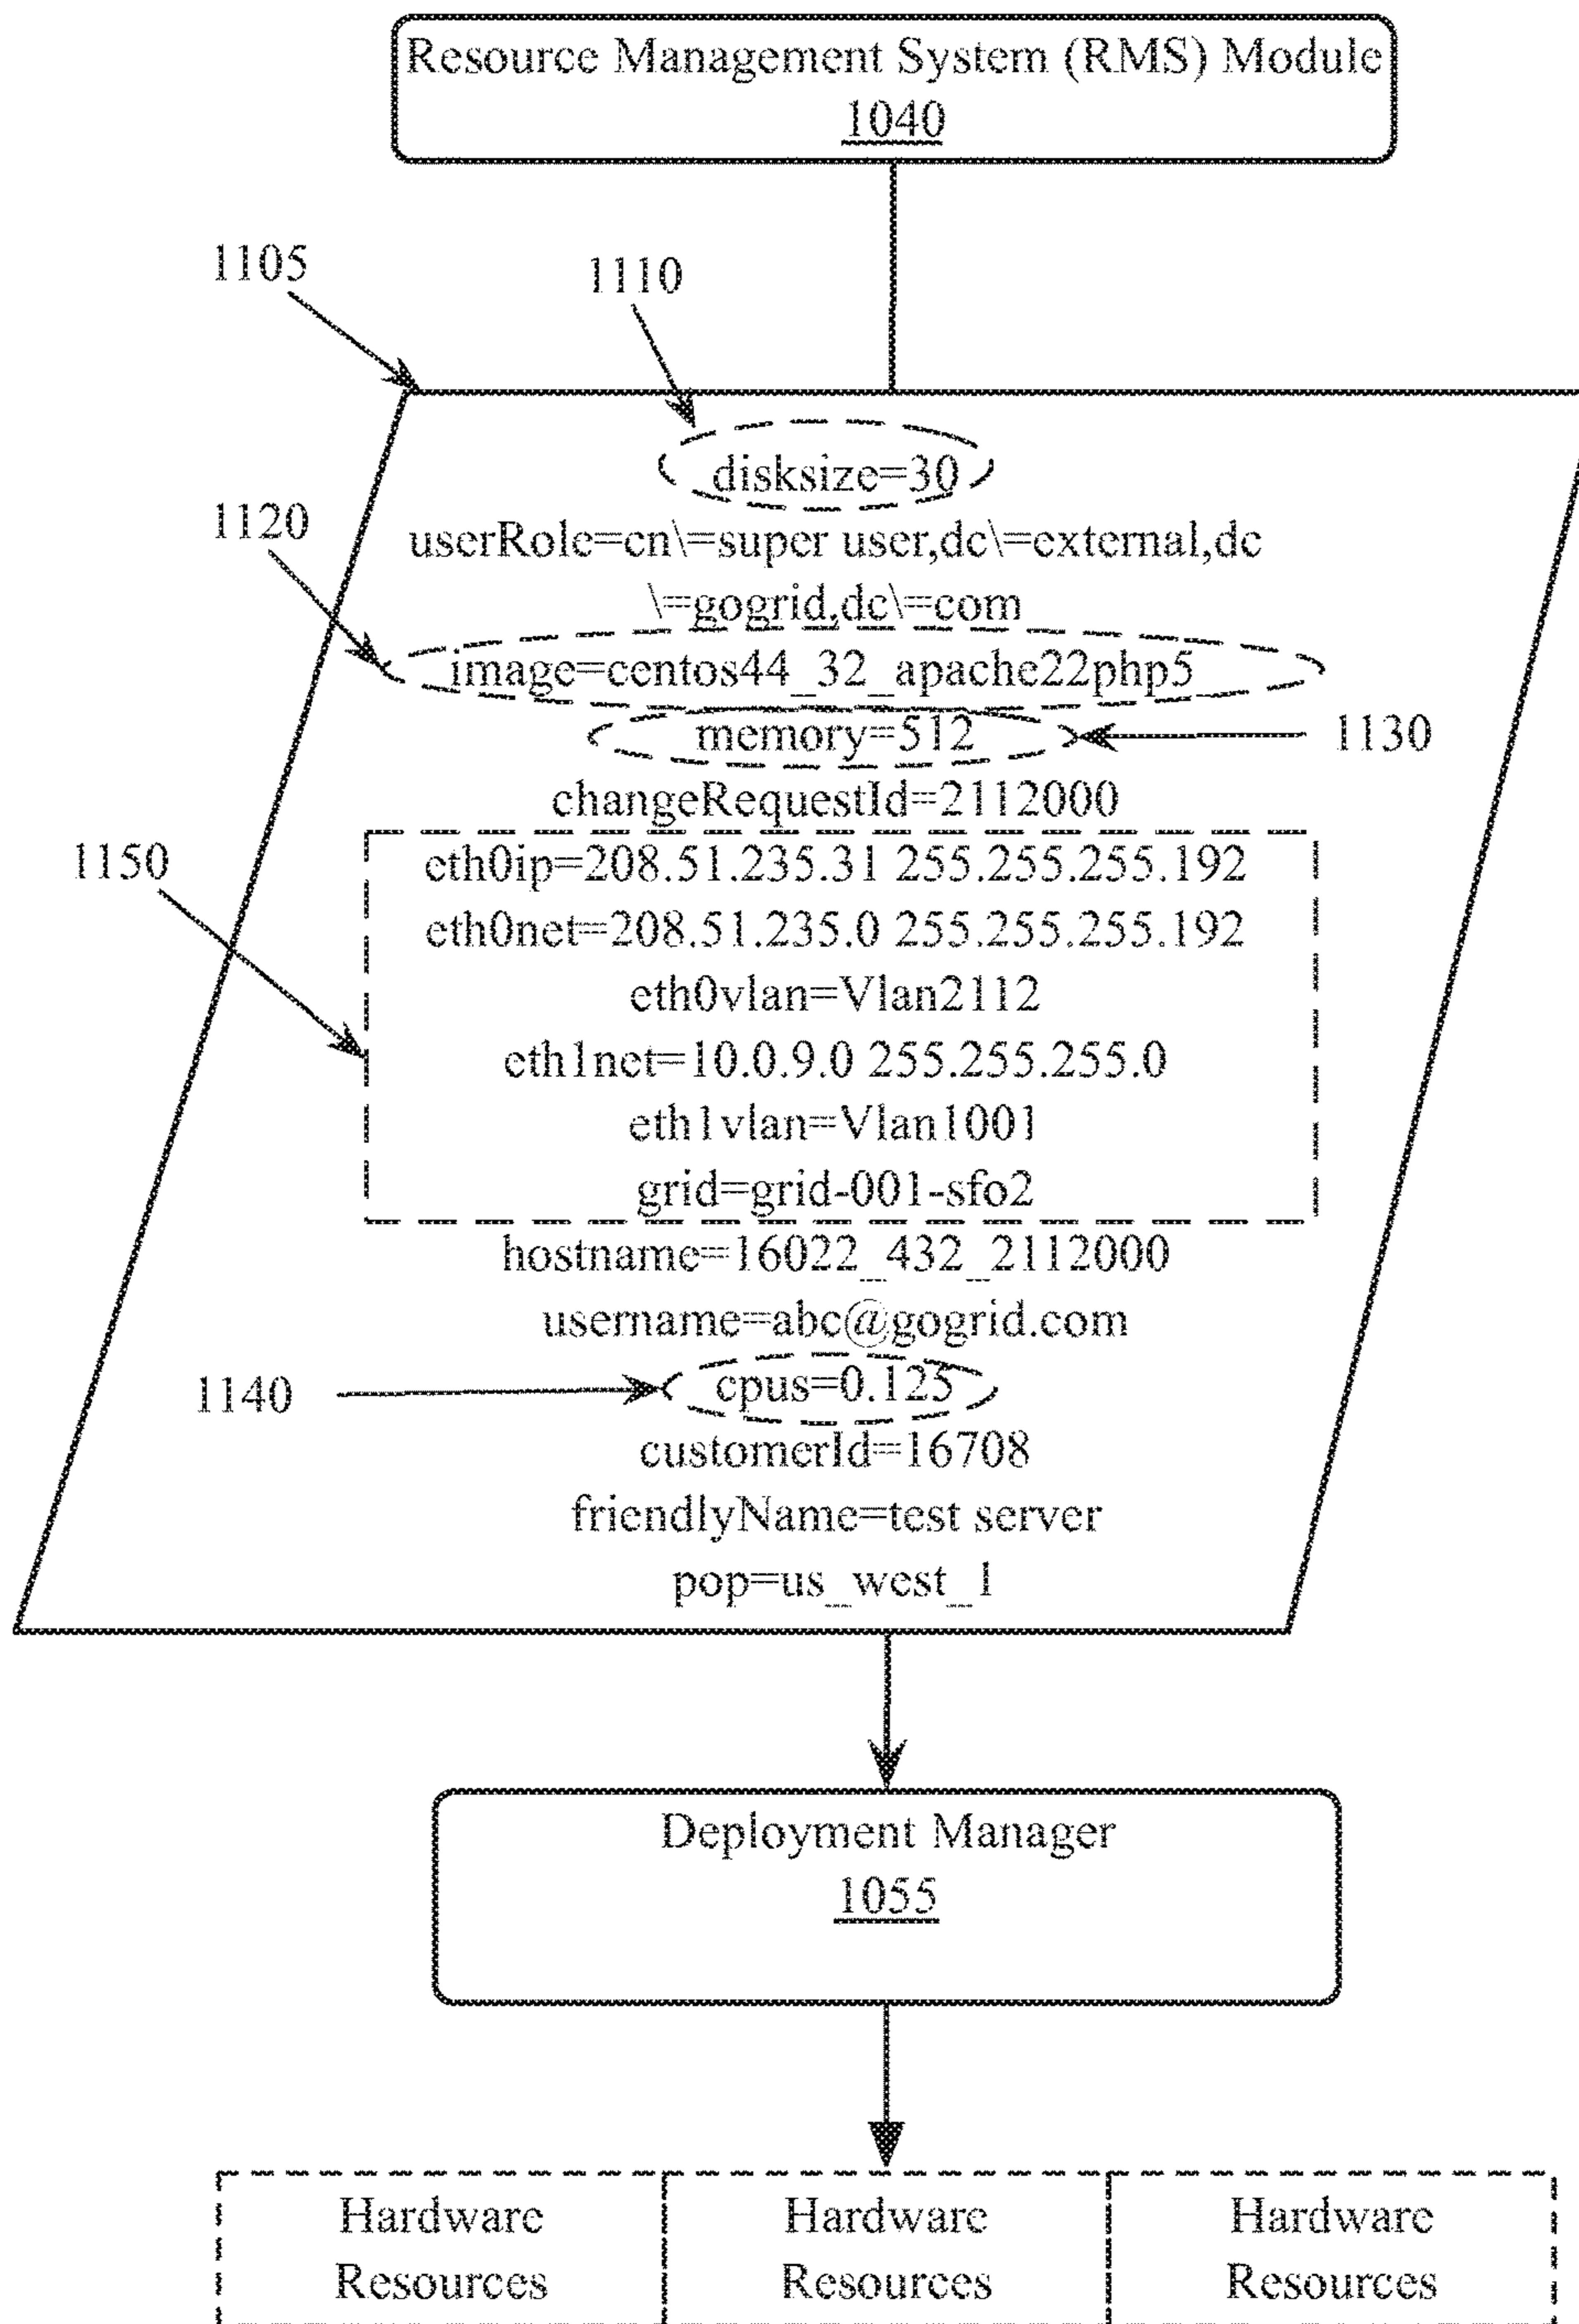 Resource Management System (RMS) Module
1040
1105
1110
disksize=30
1120
userRole=cn\=super user,dc\=external,dc
\=gogrid,dc\=com
image=centos44_32_apache22php5
memory=512
1130
changeRequestId=2112000
1150
eth0ip=208.51.235.31 255.255.255.192
eth0net=208.51.235.0 255.255.255.192
eth0vlan=Vlan2112
eth1net=10.0.9.0 255.255.255.0
eth1vlan=Vlan1001
grid=grid-001-sfo2
hostname=16022_432_2112000
username=abc@gogrid.com
1140
cpus=0.125
customerId=16708
friendlyName=test server
pop=us_west_1
Deployment Manager
1055
Hardware Hardware Hardware
Resources Resources Resources